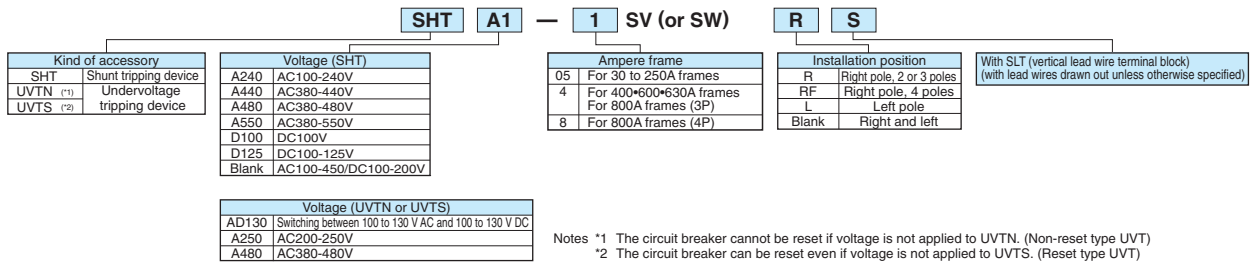 SHT A1 — 1 SV (or SW) R S
Kind of accessory
SHT Shunt tripping device
UVTN (*1) Undervoltage
UVTS (*2) tripping device
Voltage (SHT)
A240 AC100-240V
A440 AC380-440V
A480 AC380-480V
A550 AC380-550V
D100 DC100V
D125 DC100-125V
Blank AC100-450/DC100-200V
Ampere frame
05 For 30 to 250A frames
4 For 400•600•630A frames
For 800A frames (3P)
8 For 800A frames (4P)
Installation position
R Right pole, 2 or 3 poles
RF Right pole, 4 poles
L Left pole
Blank Right and left
With SLT (vertical lead wire terminal block)
(with lead wires drawn out unless otherwise specified)
Voltage (UVTN or UVTS)
AD130 Switching between 100 to 130 V AC and 100 to 130 V DC
A250 AC200-250V
A480 AC380-480V
Notes *1 The circuit breaker cannot be reset if voltage is not applied to UVTN. (Non-reset type UVT)
*2 The circuit breaker can be reset even if voltage is not applied to UVTS. (Reset type UVT)